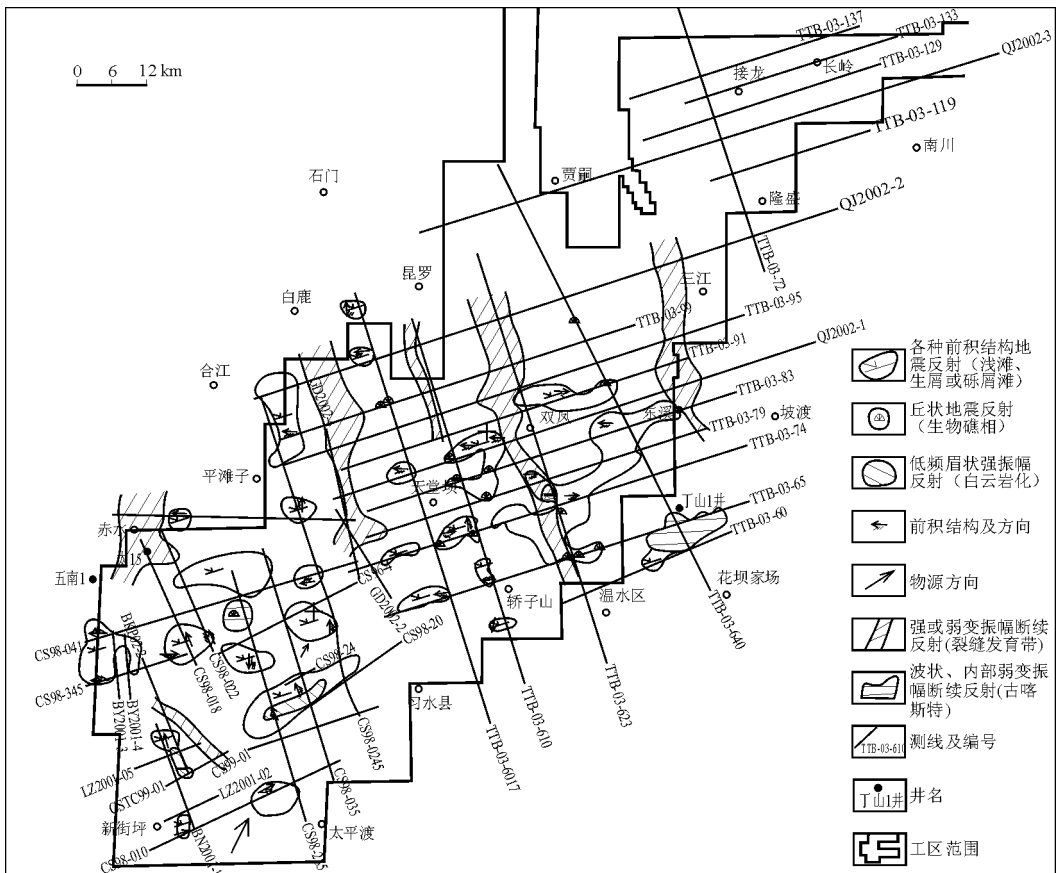 0 6 12 km
TTB-03-137
TTB-03-133
TTB-03-129
QJ2002-3
接龙
长岭
TTB-03-119
南川
石门
贾嗣
隆盛
QJ2002-2
TTB-03-72
昆罗
三江
白鹿
TTB-03-99
TTB-03-95
TTB-03-91
QJ2002-1
合江
TTB-03-83
双凤
东溪
坡渡
TTB-03-79
TTB-03-74
平滩子
天堂坝
TTB-03-65
丁山1井
TTB-03-60
赤水
五南1
轿子山
温水区
花坝家场
GD2002-2
CS98-20
CS98-041
CS98-022
CS98-24
CS98-018
CS98-345
习水县
TTB-03-640
TTB-03-623
TTB-03-610
TTB-03-6017
BY2001-4
CS98-0245
LZ2001-05
CS99-01
CSTC99-01
LZ2001-02
CS98-035
新街坪
太平渡
CS98-010
各种前积结构地
震反射（浅滩、
生屑或砾屑滩）
丘状地震反射
（生物礁相）
低频眉状强振幅
反射（白云岩化）
前积结构及方向
物源方向
强或弱变振幅断续
反射(裂缝发育带)
波状、内部弱变振
幅断续反射(古喀
斯特)
TTB-03-610
测线及编号
丁山1井
井名
工区范围